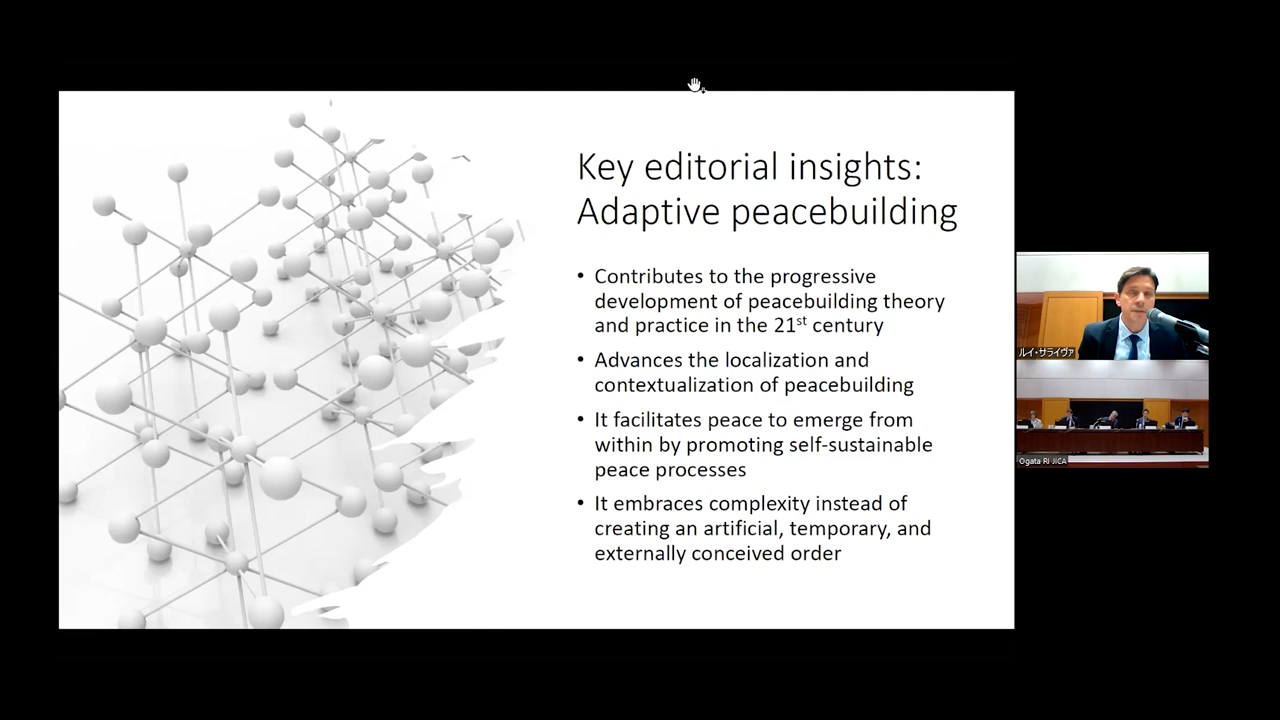 Key editorial insights:
Adaptive peacebuilding
• Contributes to the progressive
development of peacebuilding theory
and practice in the 21st century
• Advances the localization and
contextualization of peacebuilding
• It facilitates peace to emerge from
within by promoting self-sustainable
peace processes
• It embraces complexity instead of
creating an artificial, temporary, and
externally conceived order
ルイ・サライヴァ
Ogata RI JICA